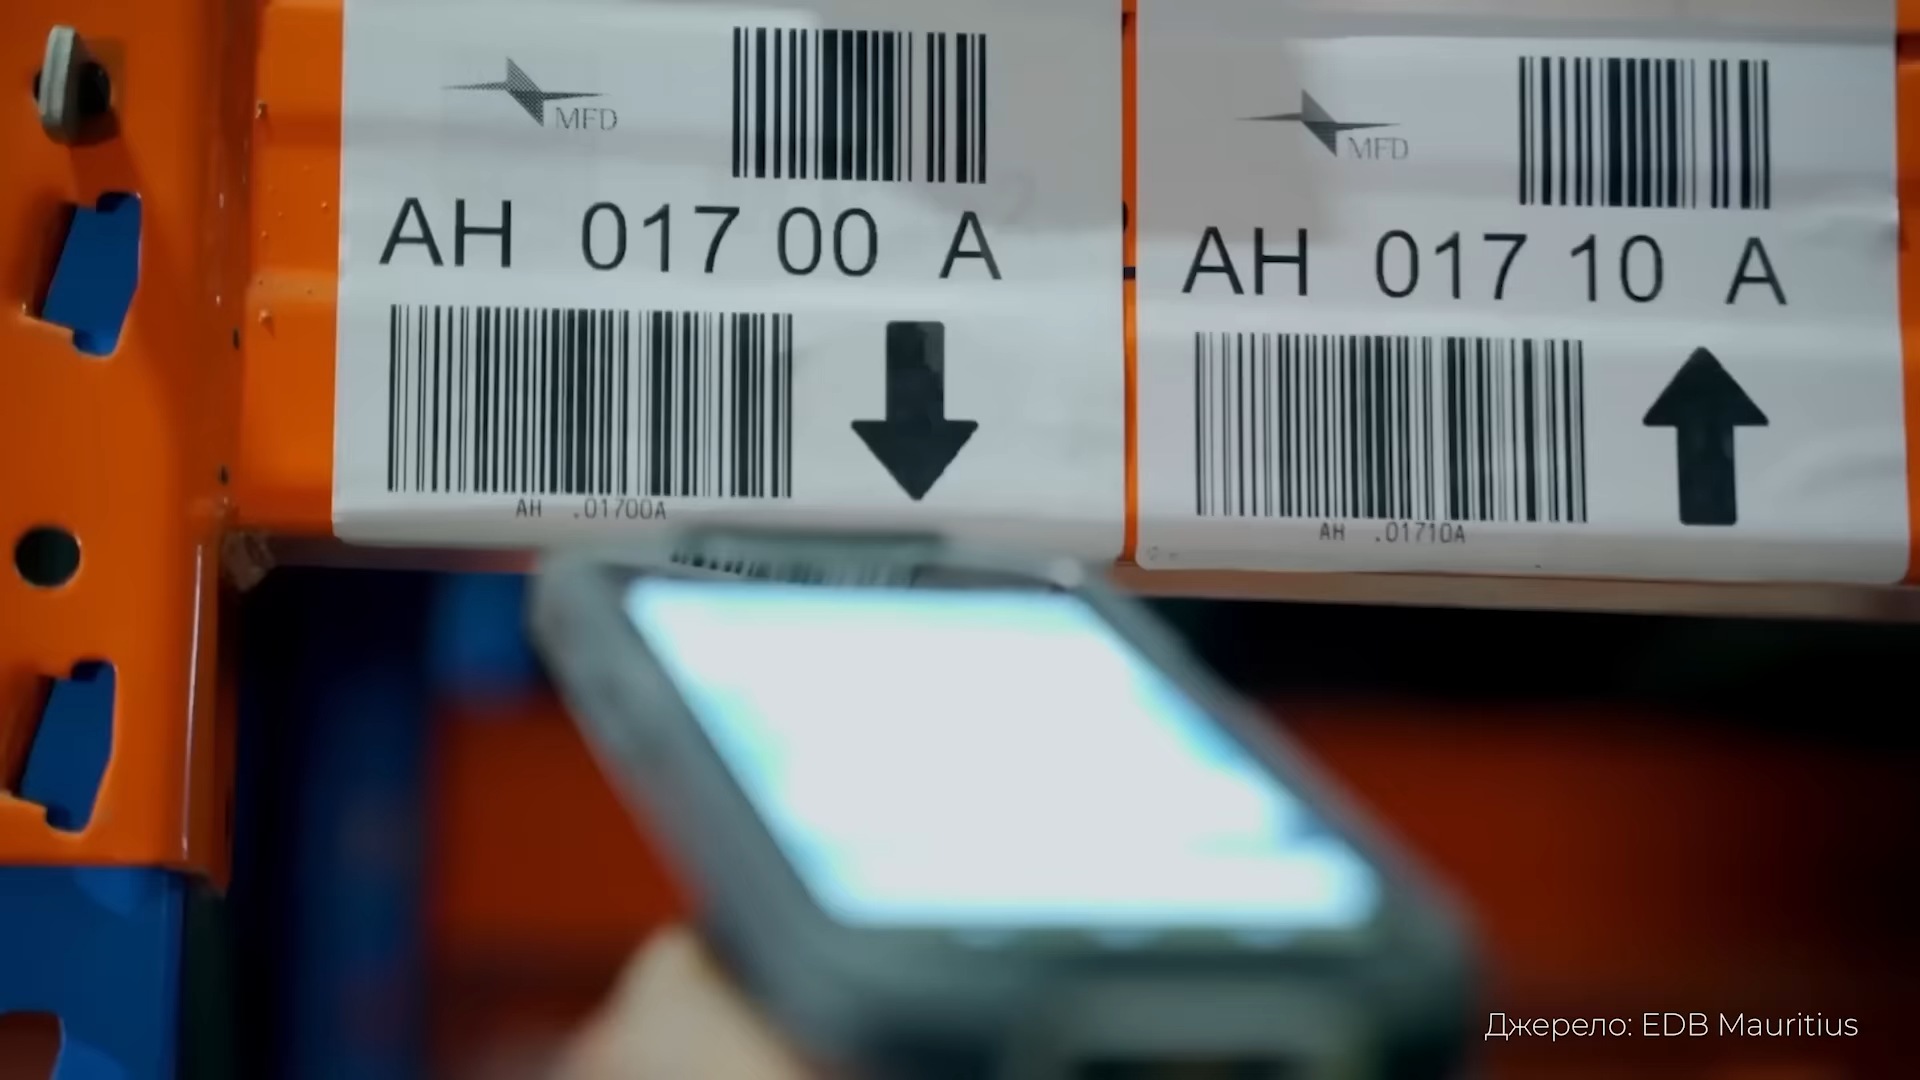 MFD
AH 017 00 A
AH .01700A
MFD
AH 017 10 A
AH .01710A
Джерело: EDB Mauritius